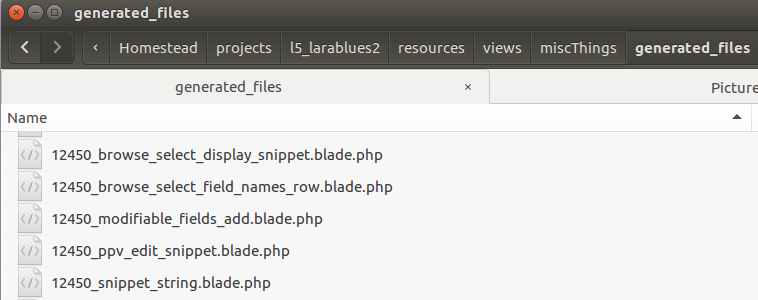 generated_files
Homestead projects l5_larablues2 resources views miscThings generated_files
generated_files × Picture
Name
12450_browse_select_display_snippet.blade.php
12450_browse_select_field_names_row.blade.php
12450_modifiable_fields_add.blade.php
12450_ppv_edit_snippet.blade.php
12450_snippet_string.blade.php